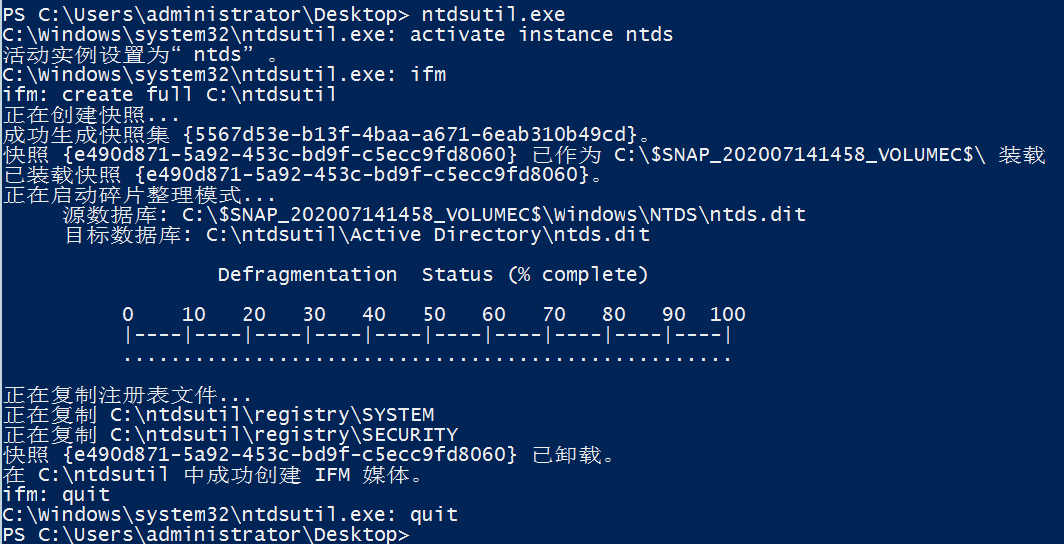 PS C:\Users\administrator\Desktop> ntdsutil.exe
C:\Windows\system32\ntdsutil.exe: activate instance ntds
活动实例设置为“ntds”。
C:\Windows\system32\ntdsutil.exe: ifm
ifm: create full C:\ntdsutil
正在创建快照...
成功生成快照集 {5567d53e-b13f-4baa-a671-6eab310b49cd}。
快照 {e490d871-5a92-453c-bd9f-c5ecc9fd8060} 已作为 C:\$SNAP_202007141458_VOLUMEC$\ 装载
已装载快照 {e490d871-5a92-453c-bd9f-c5ecc9fd8060}。
正在启动碎片整理模式...
源数据库: C:\$SNAP_202007141458_VOLUMEC$\Windows\NTDS\ntds.dit
目标数据库: C:\ntdsutil\Active Directory\ntds.dit
Defragmentation  Status (% complete)
0    10   20   30   40   50   60   70   80   90  100
|----|----|----|----|----|----|----|----|----|----|
...................................................
正在复制注册表文件...
正在复制 C:\ntdsutil\registry\SYSTEM
正在复制 C:\ntdsutil\registry\SECURITY
快照 {e490d871-5a92-453c-bd9f-c5ecc9fd8060} 已卸载。
在 C:\ntdsutil 中成功创建 IFM 媒体。
ifm: quit
C:\Windows\system32\ntdsutil.exe: quit
PS C:\Users\administrator\Desktop>